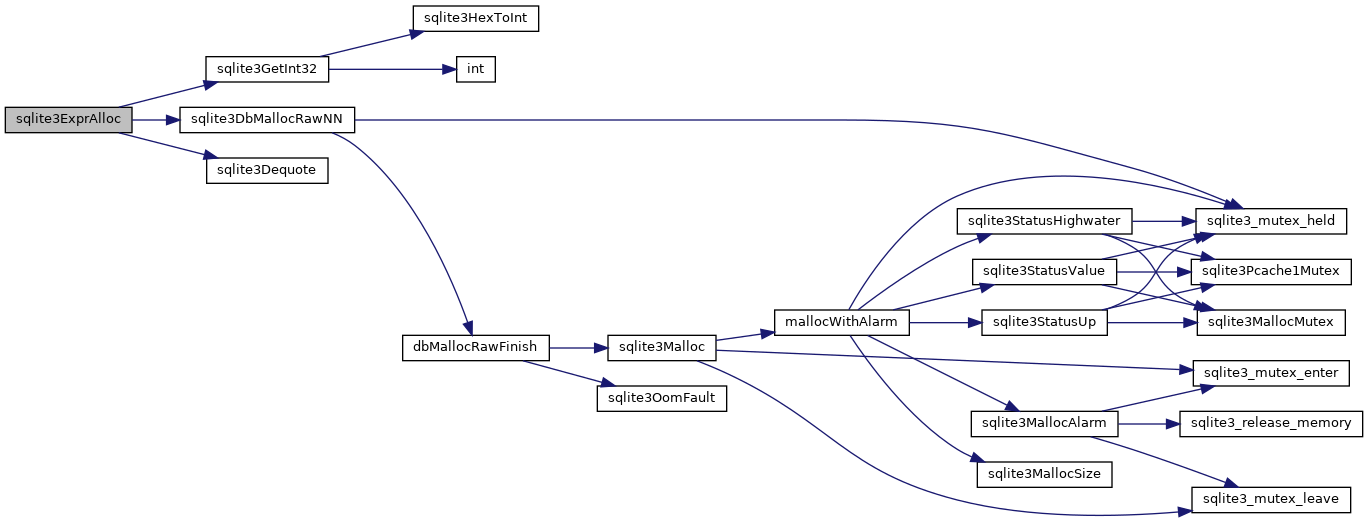 sqlite3HexToInt
sqlite3GetInt32
int
sqlite3ExprAlloc
sqlite3DbMallocRawNN
sqlite3Dequote
sqlite3StatusHighwater
sqlite3_mutex_held
sqlite3StatusValue
sqlite3Pcache1Mutex
mallocWithAlarm
sqlite3StatusUp
sqlite3MallocMutex
dbMallocRawFinish
sqlite3Malloc
sqlite3_mutex_enter
sqlite3OomFault
sqlite3MallocAlarm
sqlite3_release_memory
sqlite3MallocSize
sqlite3_mutex_leave